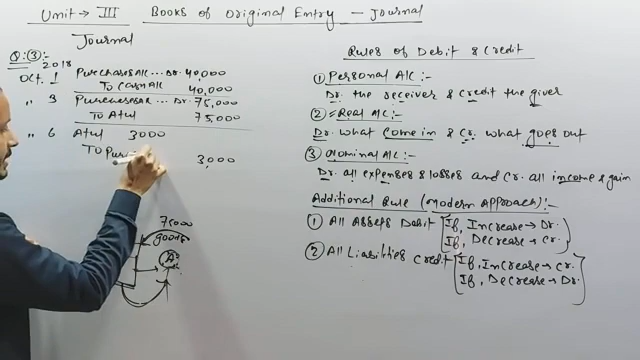 Unit → III Books of Original Entry - Journal
Journal
Q.③:-
2018
Oct. 1 Purchases A/c ... Dr. 40,000
To Cash A/c 40,000
,, 3 Purchases A/c ... Dr. 75,000
To Atul 75,000
,, 6 Atul 3000
To Pur 3,000
75000
goods
A
Rules of Debit & Credit
① Personal A/c :-
Dr. the receiver & credit the giver
② Real A/c :-
Dr. what come in & cr. what goes out
③ Nominal A/c :-
Dr. all expenses & losses and Cr. all income & gain
Additional Rule (Modern Approach) :-
① All Assets Debit [If, Increase → Dr.
If, Decrease → Cr.]
② All Liabilities Credit [If, Increase → Cr.
If, Decrease → Dr.]